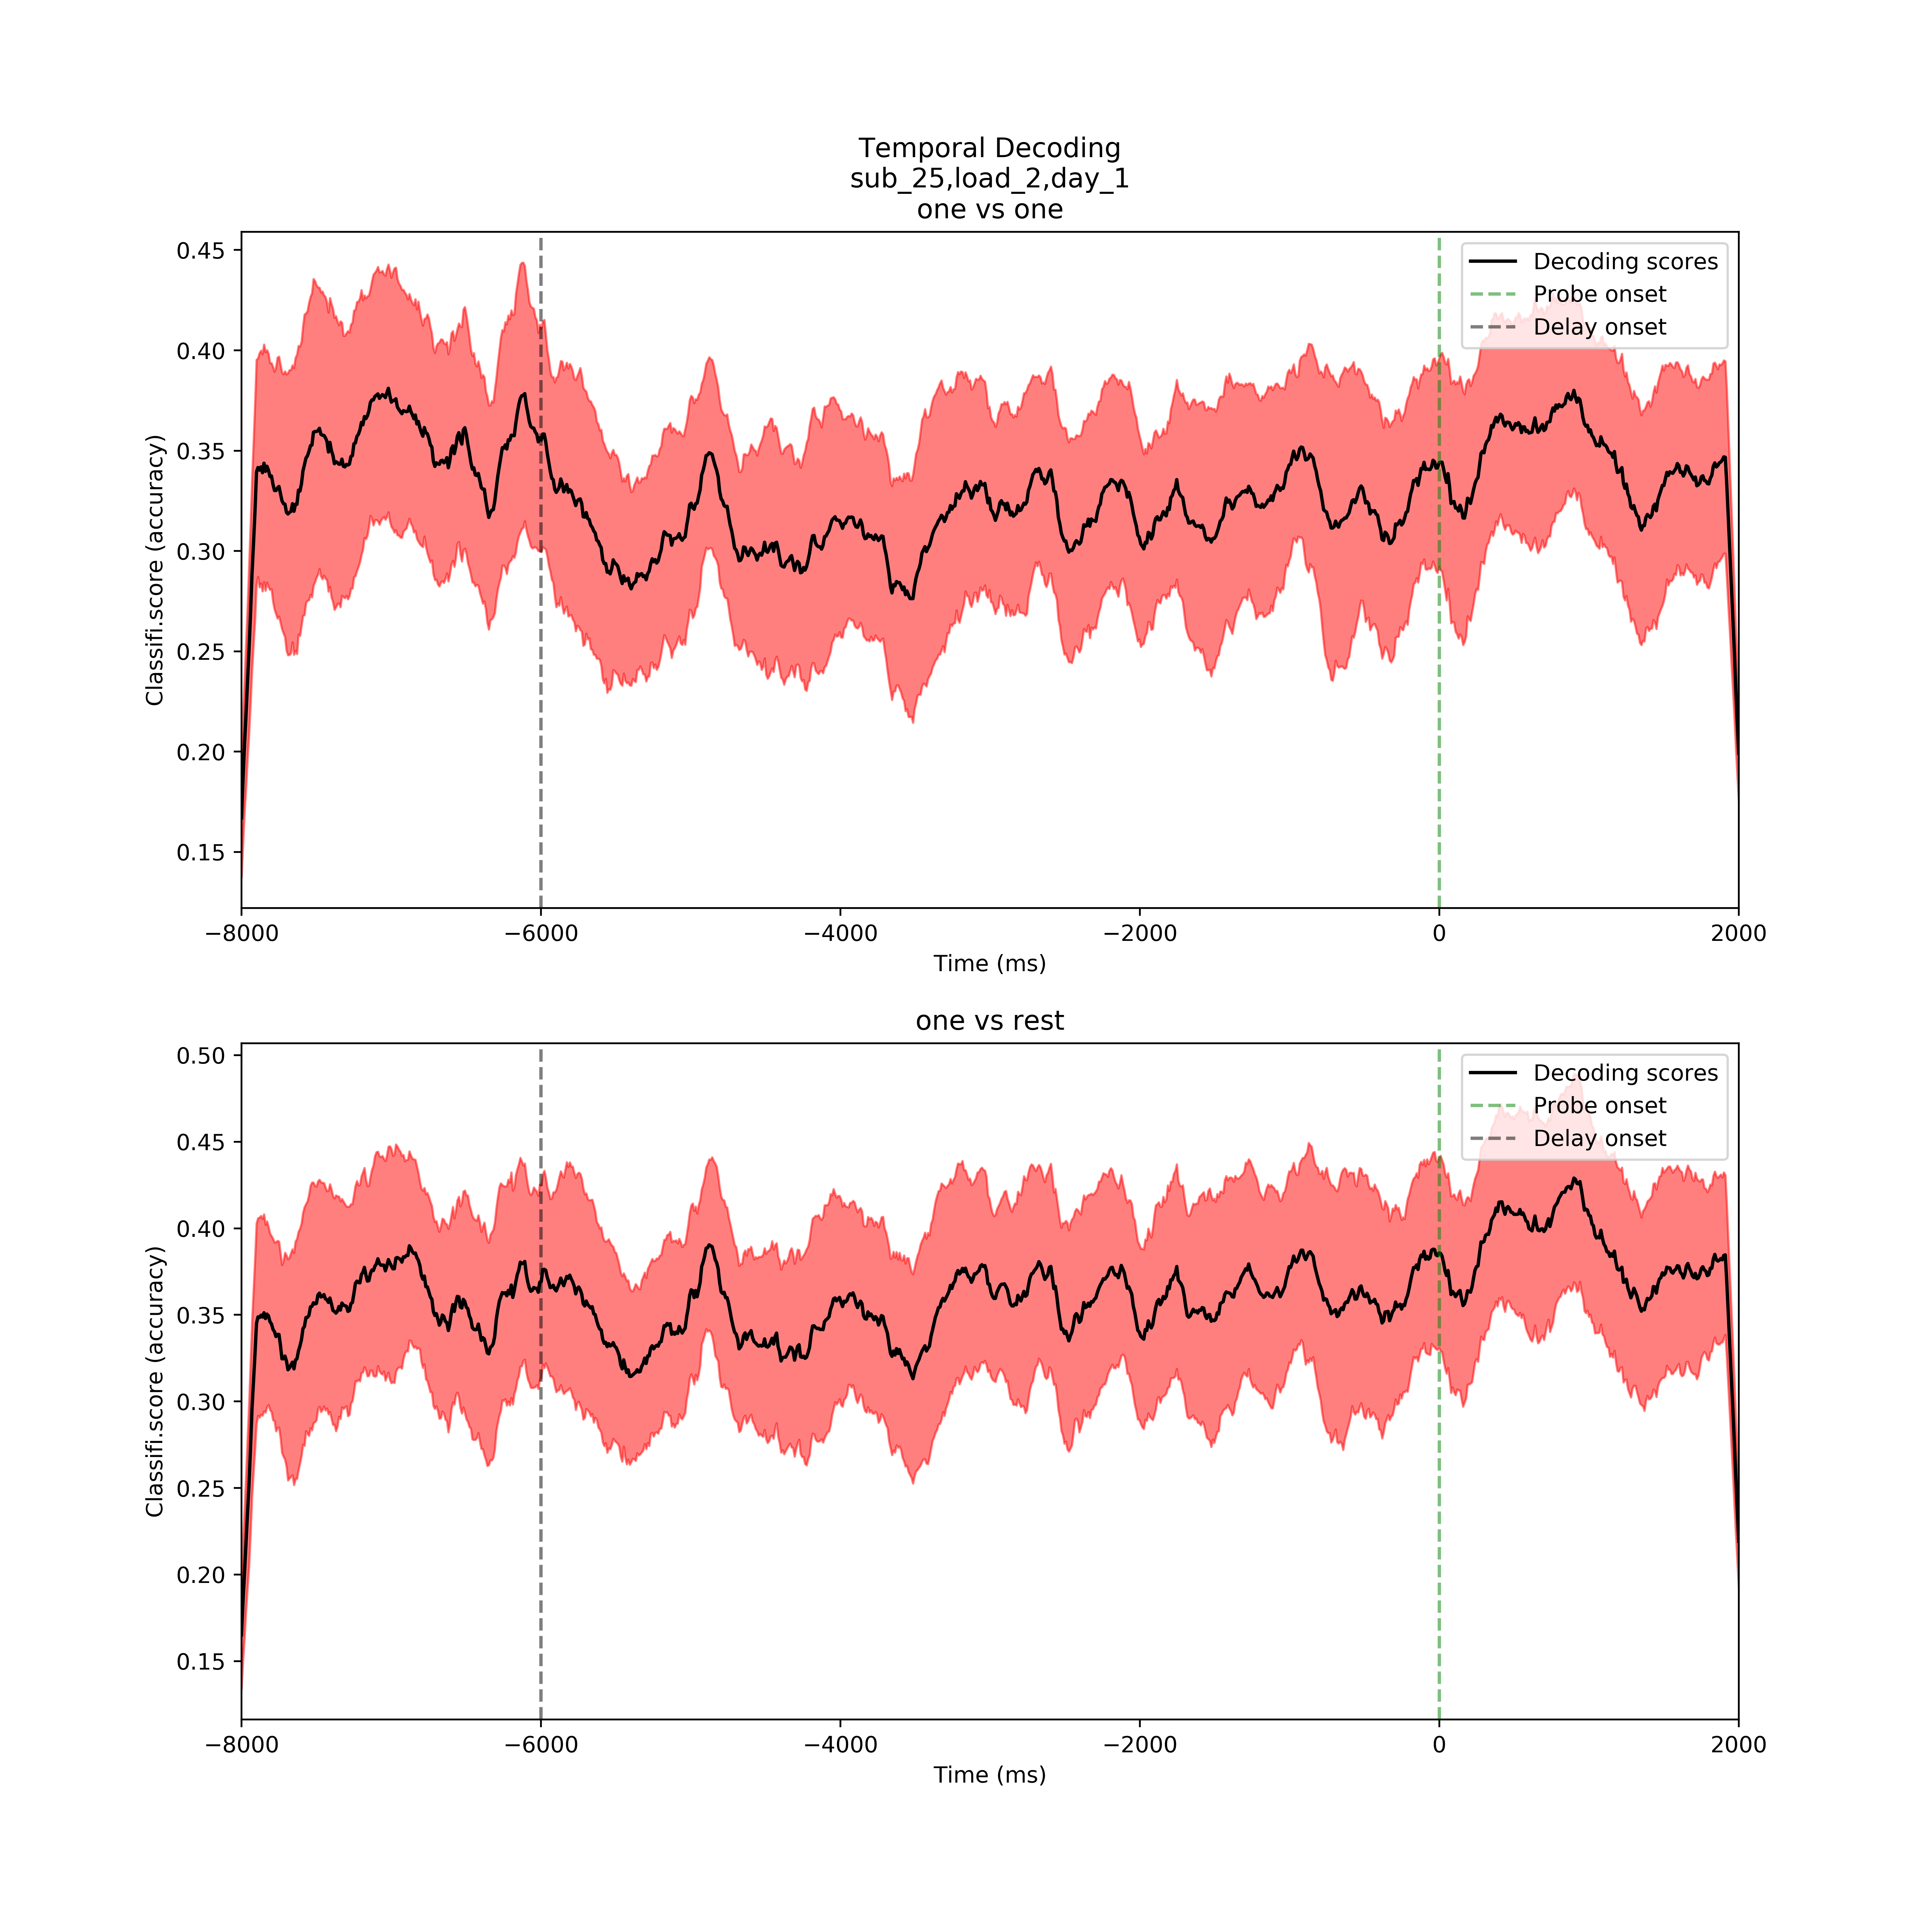 Temporal Decoding
sub_25,load_2,day_1
one vs one
0.45
0.40
0.35
0.30
0.25
0.20
0.15
Classifi.score (accuracy)
Decoding scores
Probe onset
Delay onset
−8000 −6000 −4000 −2000 0 2000
Time (ms)
one vs rest
0.50
0.45
0.40
0.35
0.30
0.25
0.20
0.15
Classifi.score (accuracy)
Decoding scores
Probe onset
Delay onset
−8000 −6000 −4000 −2000 0 2000
Time (ms)